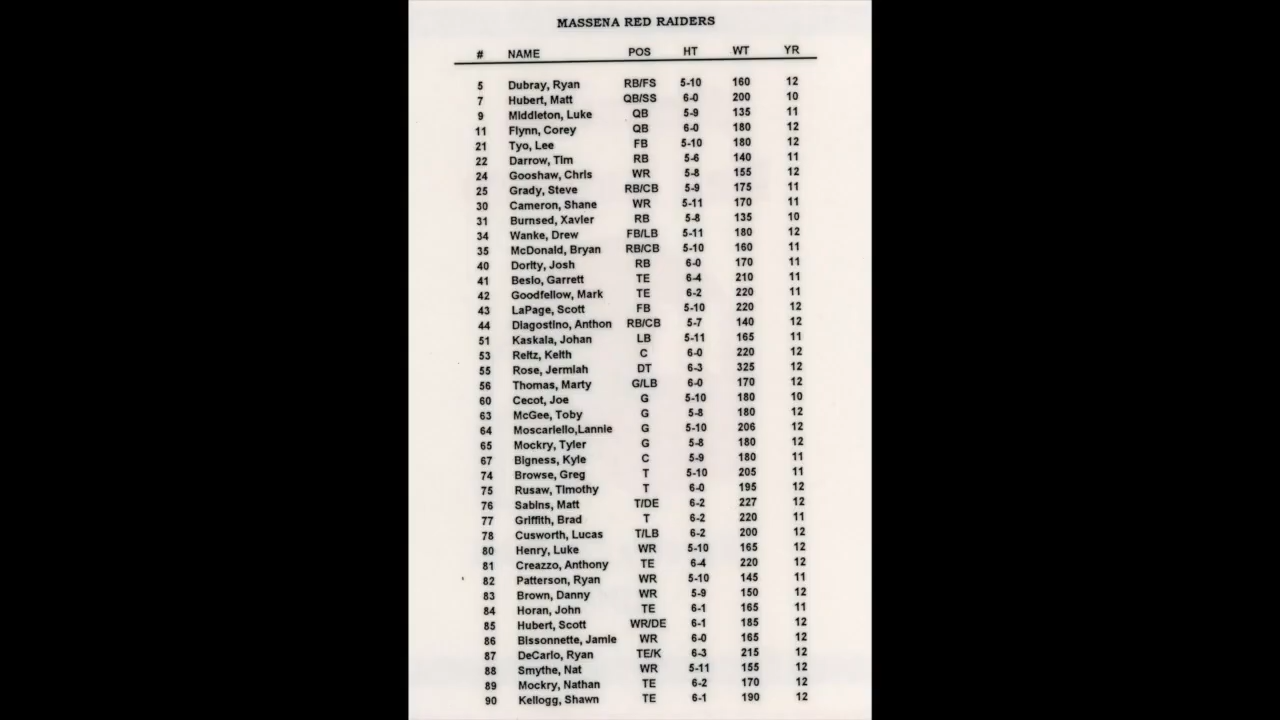 MASSENA RED RAIDERS
# NAME POS HT WT YR
5 Dubray, Ryan RB/FS 5-10 160 12
7 Hubert, Matt QB/SS 6-0 200 10
9 Middleton, Luke QB 5-9 135 11
11 Flynn, Corey QB 6-0 180 12
21 Tyo, Lee FB 5-10 180 12
22 Darrow, Tim RB 5-6 140 11
24 Gooshaw, Chris WR 5-8 155 12
25 Grady, Steve RB/CB 5-9 175 11
30 Cameron, Shane WR 5-11 170 11
31 Burnsed, Xavier RB 5-8 135 10
34 Wanke, Drew FB/LB 5-11 180 12
35 McDonald, Bryan RB/CB 5-10 160 11
40 Dority, Josh RB 6-0 170 11
41 Besio, Garrett TE 6-4 210 11
42 Goodfellow, Mark TE 6-2 220 11
43 LaPage, Scott FB 5-10 220 12
44 Diagostino, Anthon RB/CB 5-7 140 12
51 Kaskala, Johan LB 5-11 165 11
53 Reitz, Keith C 6-0 220 12
55 Rose, Jermiah DT 6-3 325 12
56 Thomas, Marty G/LB 6-0 170 12
60 Cecot, Joe G 5-10 180 10
63 McGee, Toby G 5-8 180 12
64 Moscariello,Lannie G 5-10 206 12
65 Mockry, Tyler G 5-8 180 12
67 Bigness, Kyle C 5-9 180 11
74 Browse, Greg T 5-10 205 11
75 Rusaw, Timothy T 6-0 195 12
76 Sabins, Matt T/DE 6-2 227 12
77 Griffith, Brad T 6-2 220 11
78 Cusworth, Lucas T/LB 6-2 200 12
80 Henry, Luke WR 5-10 165 12
81 Creazzo, Anthony TE 6-4 220 12
82 Patterson, Ryan WR 5-10 145 11
83 Brown, Danny WR 5-9 150 12
84 Horan, John TE 6-1 165 11
85 Hubert, Scott WR/DE 6-1 185 12
86 Bissonnette, Jamie WR 6-0 165 12
87 DeCarlo, Ryan TE/K 6-3 215 12
88 Smythe, Nat WR 5-11 155 12
89 Mockry, Nathan TE 6-2 170 12
90 Kellogg, Shawn TE 6-1 190 12